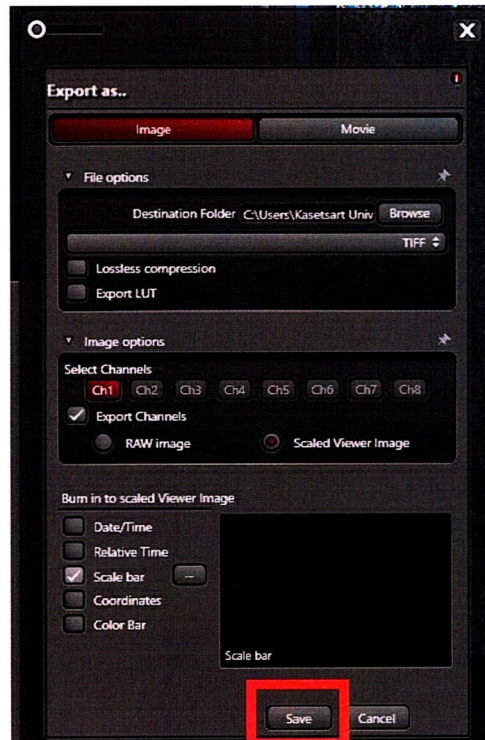 Export as..
Image Movie
File options
Destination Folder C:\Users\Kasetsart Univ Browse
TIFF
Lossless compression
Export LUT
Image options
Select Channels
Ch1 Ch2 Ch3 Ch4 Ch5 Ch6 Ch7 Ch8
Export Channels
RAW image Scaled Viewer Image
Burn in to scaled Viewer Image
Date/Time
Relative Time
Scale bar ...
Coordinates
Color Bar
Scale bar
Save Cancel